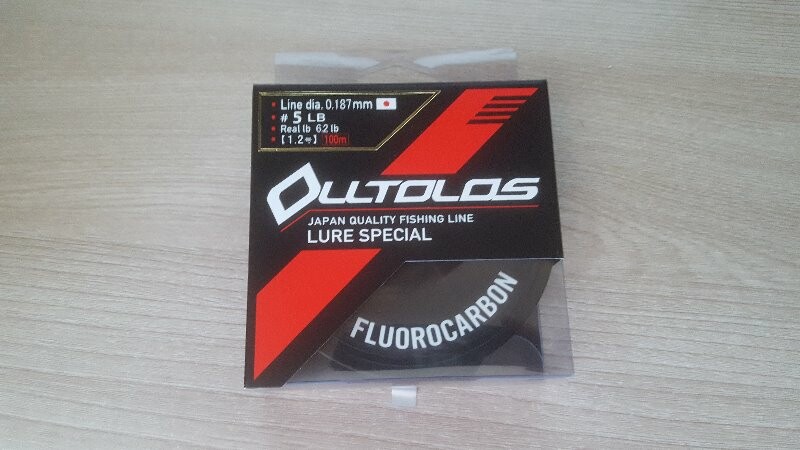 Line dia. 0.187mm
# 5 LB
Real lb 6.2 lb
【1.2号】 100m
OLLTOLOS
JAPAN QUALITY FISHING LINE
LURE SPECIAL
FLUOROCARBON